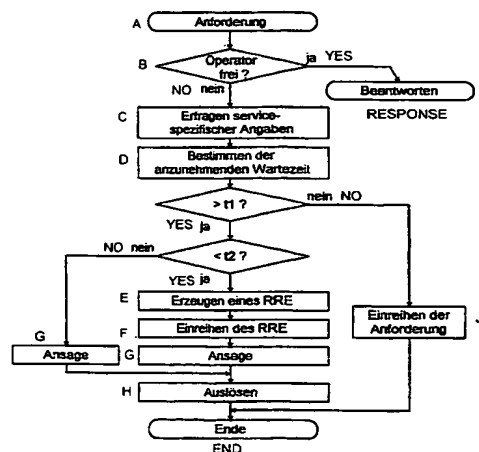 A Anforderung
B Operator frei ?
ja YES
Beantworten
RESPONSE
NO nein
C Erfragen service-
spezifischer Angaben
D Bestimmen der
anzunehmenden Wartezeit
> t1 ?
nein NO
YES ja
NO nein
< t2 ?
YES ja
E Erzeugen eines RRE
F Einreihen des RRE
Einreihen der
Anforderung
G
Ansage
G Ansage
H Auslösen
Ende
END